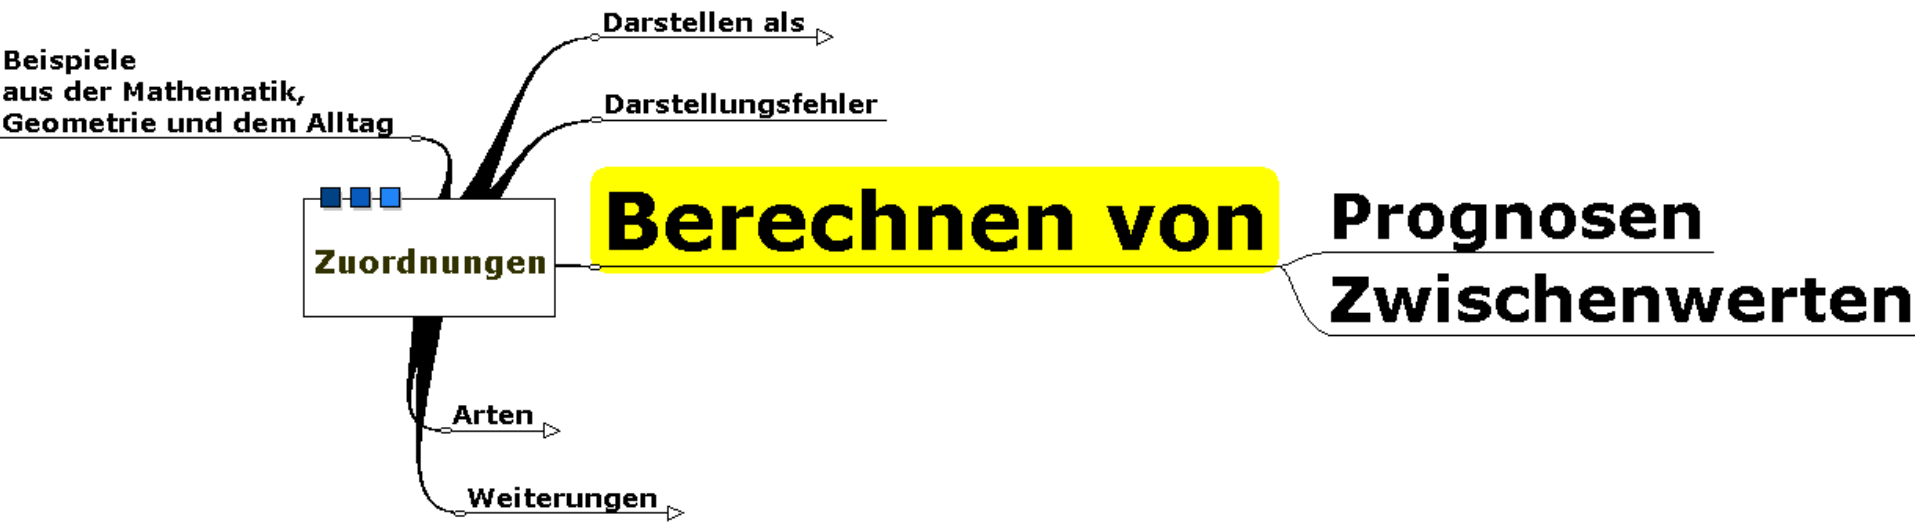 Darstellen als
Beispiele
aus der Mathematik,
Geometrie und dem Alltag
Darstellungsfehler
Berechnen von
Prognosen
Zwischenwerten
Zuordnungen
Arten
Weiterungen